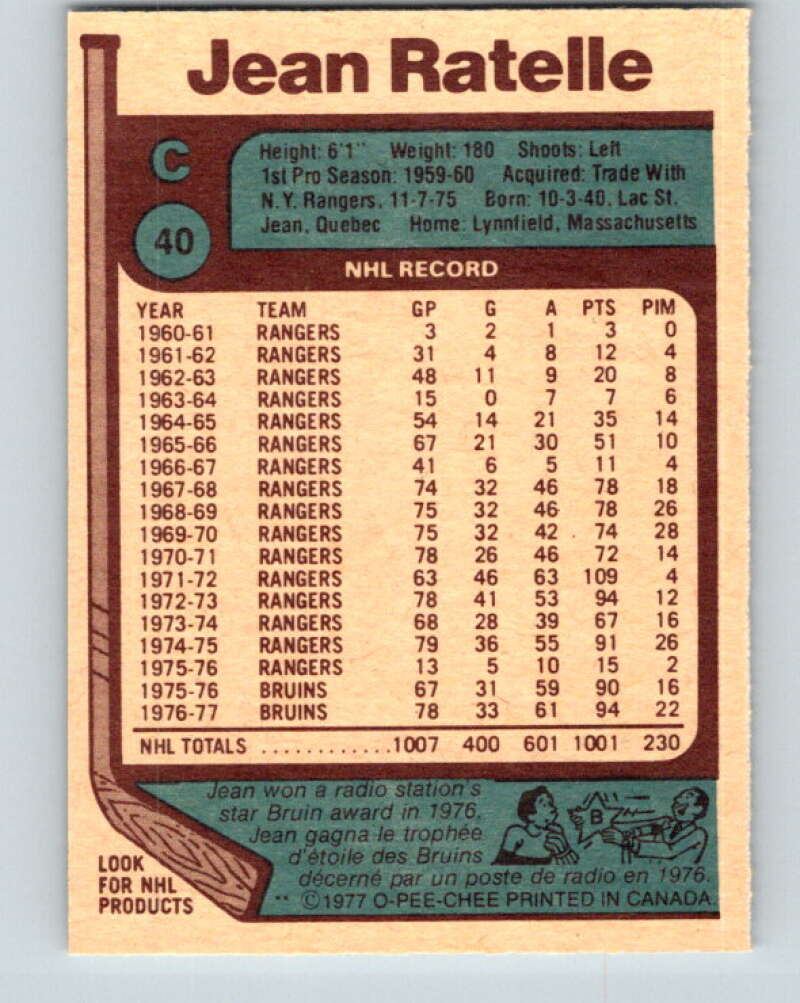 Jean Ratelle
C
40
Height: 6'1" Weight: 180 Shoots: Left
1st Pro Season: 1959-60 Acquired: Trade With
N.Y. Rangers, 11-7-75 Born: 10-3-40, Lac St.
Jean, Quebec Home: Lynnfield, Massachusetts
NHL RECORD
YEAR TEAM GP G A PTS PIM
1960-61 RANGERS 3 2 1 3 0
1961-62 RANGERS 31 4 8 12 4
1962-63 RANGERS 48 11 9 20 8
1963-64 RANGERS 15 0 7 7 6
1964-65 RANGERS 54 14 21 35 14
1965-66 RANGERS 67 21 30 51 10
1966-67 RANGERS 41 6 5 11 4
1967-68 RANGERS 74 32 46 78 18
1968-69 RANGERS 75 32 46 78 26
1969-70 RANGERS 75 32 42 74 28
1970-71 RANGERS 78 26 46 72 14
1971-72 RANGERS 63 46 63 109 4
1972-73 RANGERS 78 41 53 94 12
1973-74 RANGERS 68 28 39 67 16
1974-75 RANGERS 79 36 55 91 26
1975-76 RANGERS 13 5 10 15 2
1975-76 BRUINS 67 31 59 90 16
1976-77 BRUINS 78 33 61 94 22
NHL TOTALS ............1007 400 601 1001 230
Jean won a radio station's
star Bruin award in 1976.
Jean gagna le trophée
d'étoile des Bruins
décerné par un poste de radio en 1976.
B
LOOK
FOR NHL
PRODUCTS
** ©1977 O-PEE-CHEE PRINTED IN CANADA